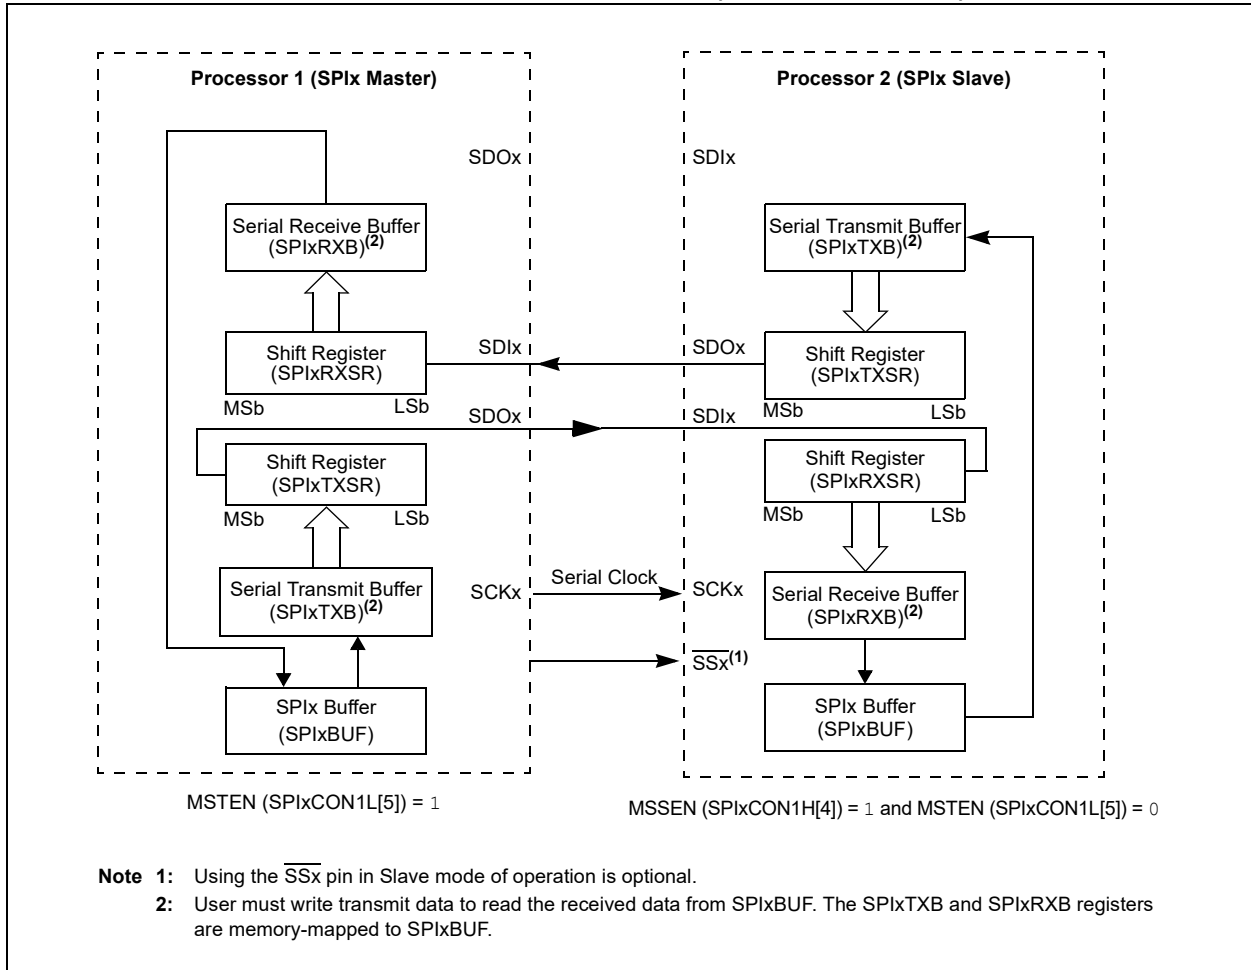 Processor 1 (SPIx Master)
SDOx
Serial Receive Buffer
(SPIxRXB)(2)
Shift Register
(SPIxRXSR)
MSb LSb
SDIx
SDOx
Shift Register
(SPIxTXSR)
MSb LSb
Serial Transmit Buffer
(SPIxTXB)(2)
SCKx
SPIx Buffer
(SPIxBUF)
MSTEN (SPIxCON1L[5]) = 1
Serial Clock
Processor 2 (SPIx Slave)
SDIx
Serial Transmit Buffer
(SPIxTXB)(2)
SDOx
Shift Register
(SPIxTXSR)
MSb LSb
SDIx
Shift Register
(SPIxRXSR)
MSb LSb
SCKx
Serial Receive Buffer
(SPIxRXB)(2)
SSx(1)
SPIx Buffer
(SPIxBUF)
MSSEN (SPIxCON1H[4]) = 1 and MSTEN (SPIxCON1L[5]) = 0
Note 1: Using the SSx pin in Slave mode of operation is optional.
2: User must write transmit data to read the received data from SPIxBUF. The SPIxTXB and SPIxRXB registers
are memory-mapped to SPIxBUF.